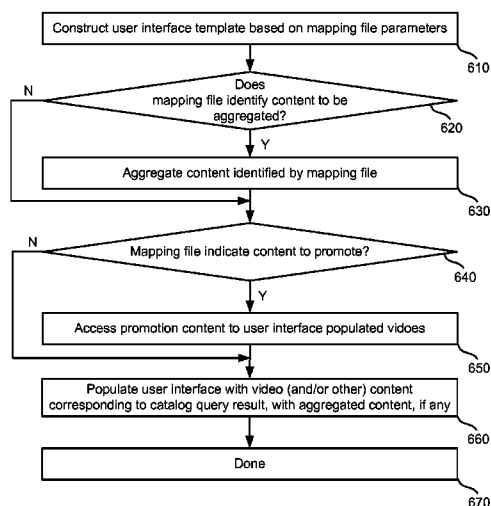 Construct user interface template based on mapping file parameters
610
Does
mapping file identify content to be
aggregated?
N
620
Y
Aggregate content identified by mapping file
630
N
Mapping file indicate content to promote?
640
Y
Access promotion content to user interface populated vidoes
650
Populate user interface with video (and/or other) content
corresponding to catalog query result, with aggregated content, if any
660
Done
670